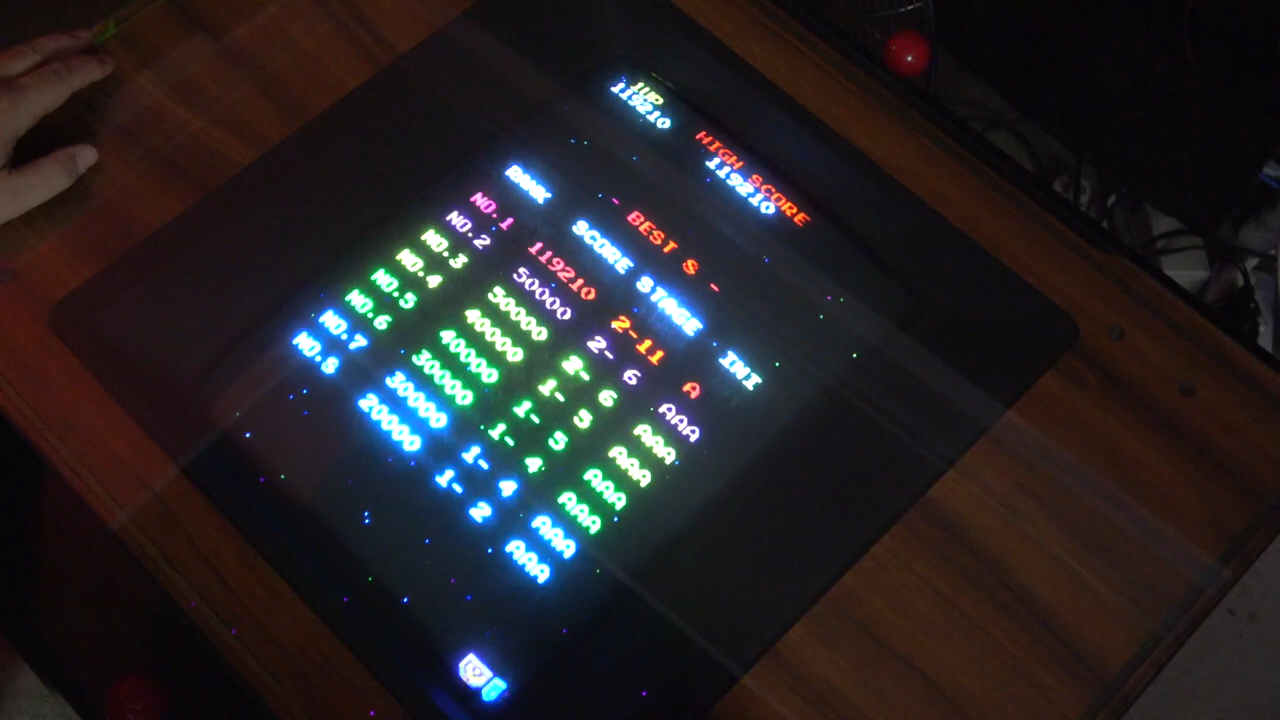 1UP
119210
HIGH SCORE
119210
- BEST 8 -
RANK SCORE STAGE INI
NO.1 119210 2-11 A
NO.2 50000 2- 6 AAA
NO.3 50000 2- 6 AAA
NO.4 40000 1- 5 AAA
NO.5 40000 1- 5 AAA
NO.6 30000 1- 4 AAA
NO.7 30000 1- 4 AAA
NO.8 20000 1- 2 AAA